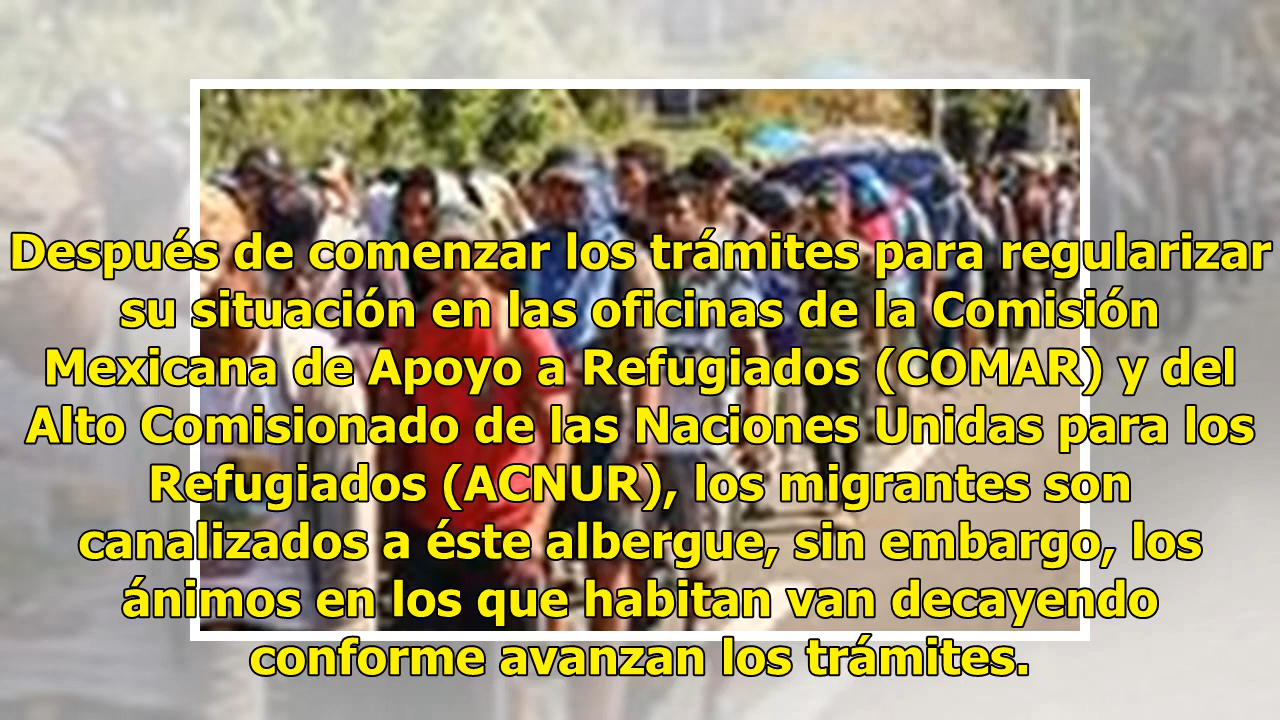 Después de comenzar los trámites para regularizar
su situación en las oficinas de la Comisión
Mexicana de Apoyo a Refugiados (COMAR) y del
Alto Comisionado de las Naciones Unidas para los
Refugiados (ACNUR), los migrantes son
canalizados a éste albergue, sin embargo, los
ánimos en los que habitan van decayendo
conforme avanzan los trámites.